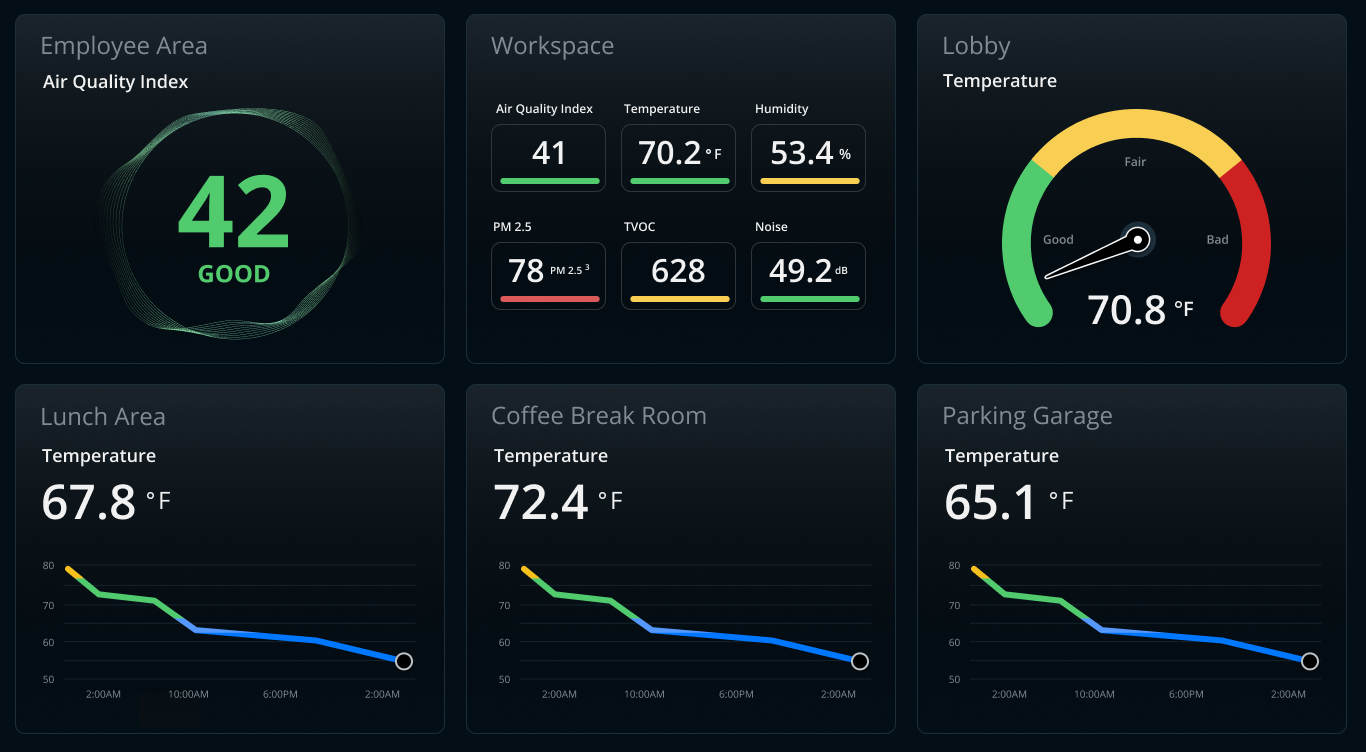 Employee Area
Air Quality Index
42
GOOD
Workspace
Air Quality Index
41
Temperature
70.2 °F
Humidity
53.4 %
PM 2.5
78 PM 2.5 ³
TVOC
628
Noise
49.2 dB
Lobby
Temperature
Fair
Good
Bad
70.8 °F
Lunch Area
Temperature
67.8 °F
80
70
60
50
2:00AM 10:00AM 6:00PM 2:00AM
Coffee Break Room
Temperature
72.4 °F
80
70
60
50
2:00AM 10:00AM 6:00PM 2:00AM
Parking Garage
Temperature
65.1 °F
80
70
60
50
2:00AM 10:00AM 6:00PM 2:00AM